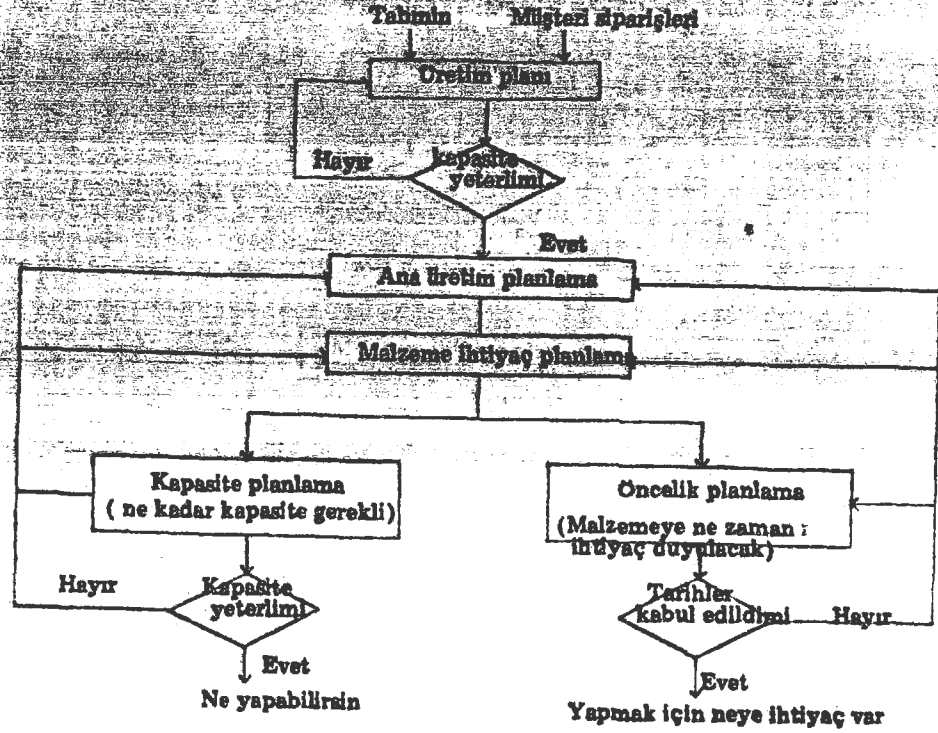 Tahmin
Müşteri siparişleri
Üretim planı
Hayır
kapasite
yeterlimi
Evet
Ana üretim planlama
Malzeme ihtiyaç planlama
Kapasite planlama
( ne kadar kapasite gerekli)
Öncelik planlama
(Malzemeye ne zaman
ihtiyaç duyulacak)
Hayır
Kapasite
yeterlimi
Tarihler
kabul edildimi
Hayır
Evet
Ne yapabilirsin
Evet
Yapmak için neye ihtiyaç var